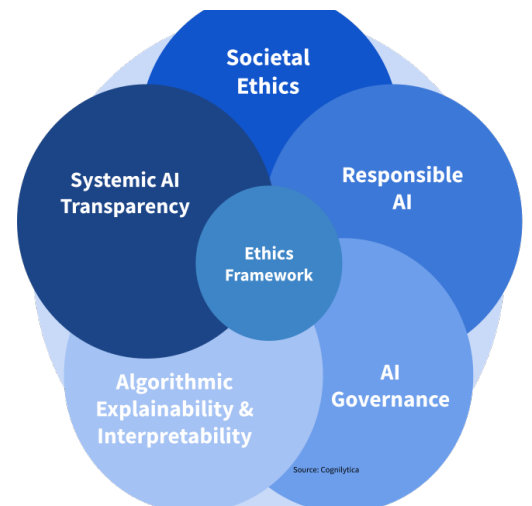 Societal
Ethics
Systemic AI
Transparency
Responsible
AI
Ethics
Framework
Algorithmic
Explainability &
Interpretability
AI
Governance
Source: Cognilytica